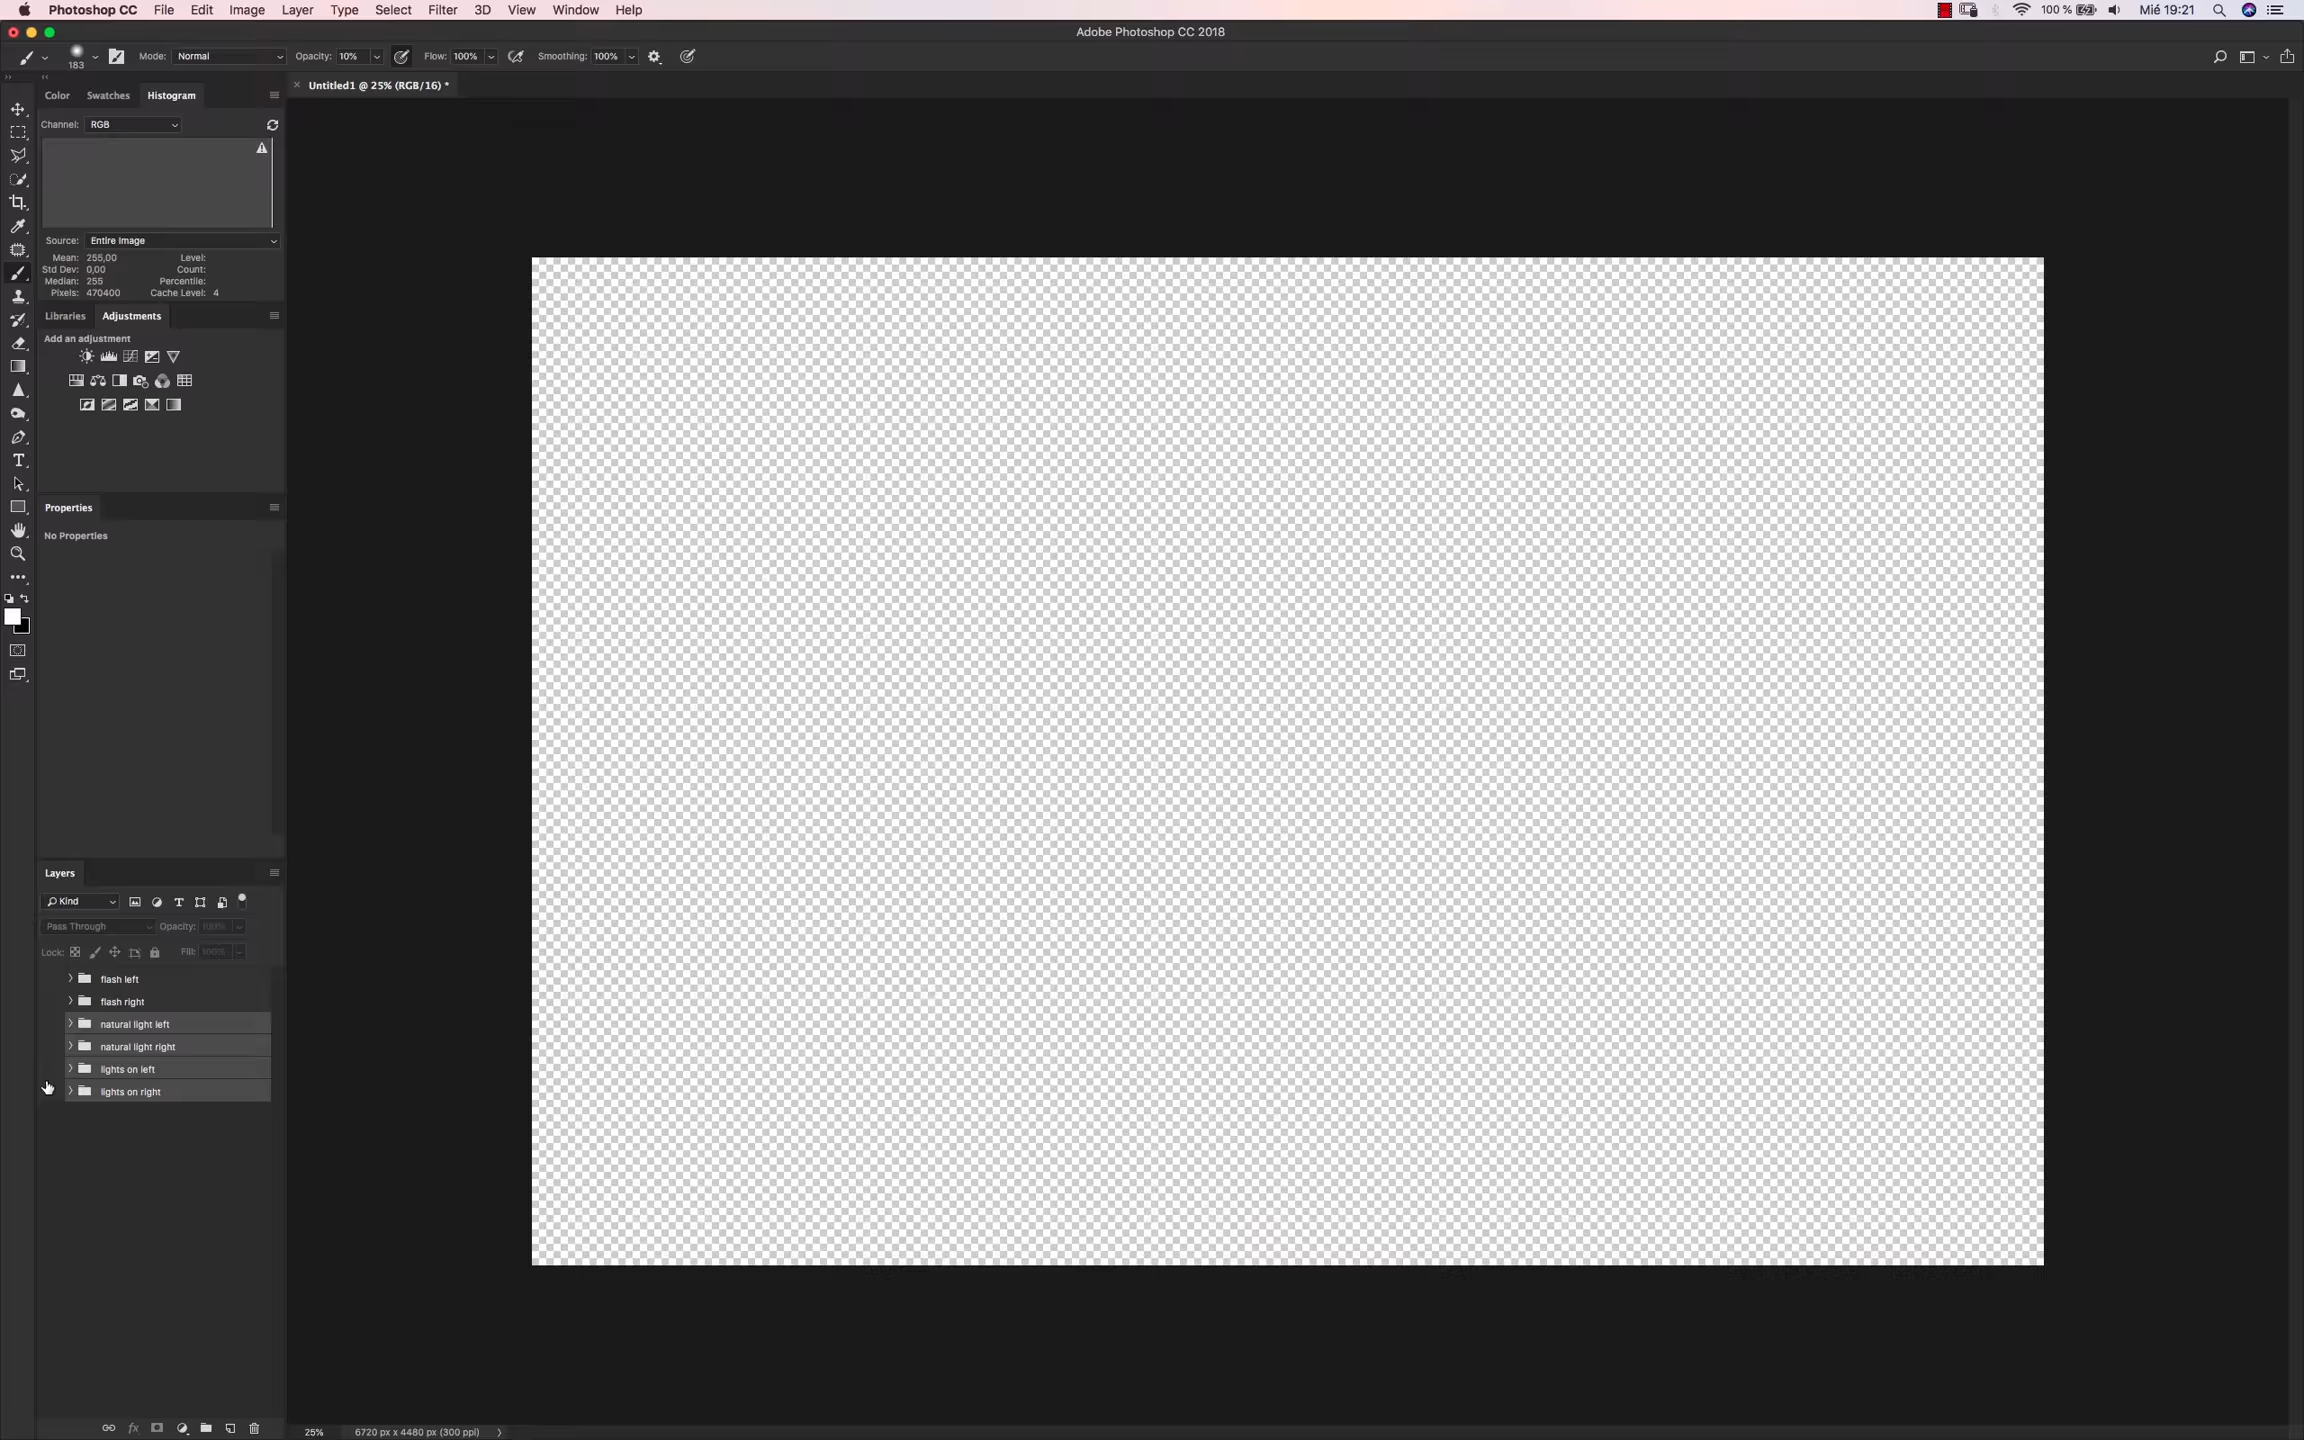 Photoshop CC File Edit Image Layer Type Select Filter 3D View Window Help 100 % Mié 19:21
Adobe Photoshop CC 2018
183 Mode: Normal Opacity: 10% Flow: 100% Smoothing: 100%
Untitled1 @ 25% (RGB/16) *
Color Swatches Histogram
Channel: RGB
Source: Entire Image
Mean: 255,00 Level:
Std Dev: 0,00 Count:
Median: 255 Percentile:
Pixels: 470400 Cache Level: 4
Libraries Adjustments
Add an adjustment
Properties
No Properties
Layers
Kind
Pass Through Opacity: 100%
Lock: Fill: 100%
flash left
flash right
natural light left
natural light right
lights on left
lights on right
fx
25% 6720 px x 4480 px (300 ppi)